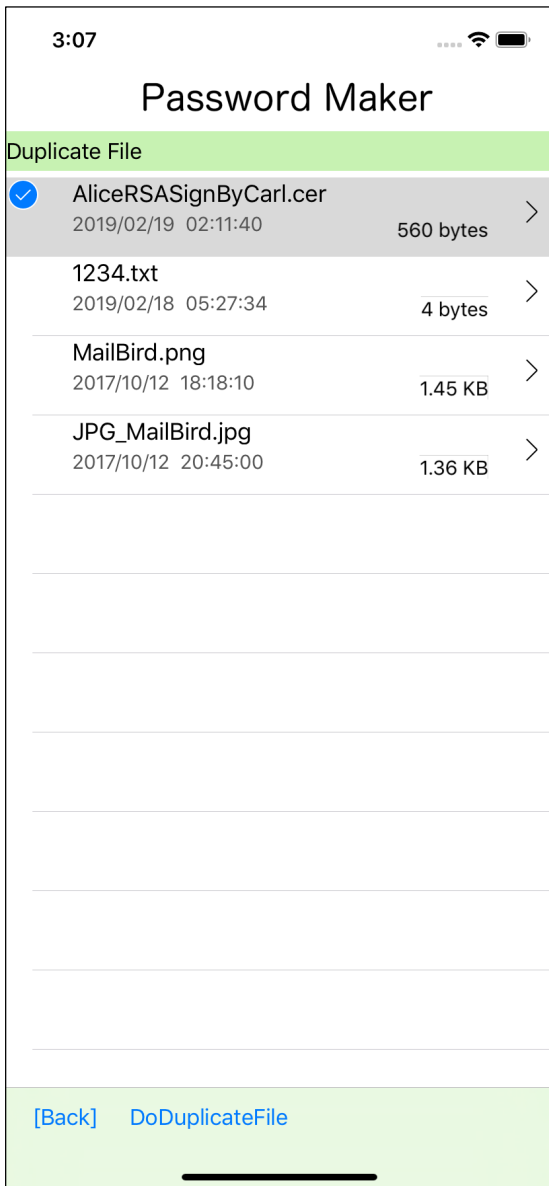 3:07
Password Maker
Duplicate File
AliceRSASignByCarl.cer
2019/02/19 02:11:40
560 bytes
1234.txt
2019/02/18 05:27:34
4 bytes
MailBird.png
2017/10/12 18:18:10
1.45 KB
JPG_MailBird.jpg
2017/10/12 20:45:00
1.36 KB
[Back] DoDuplicateFile